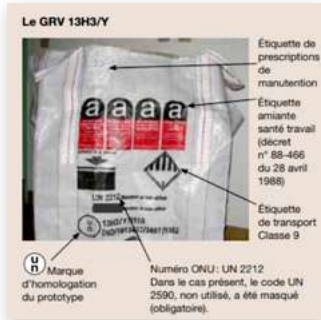 Le GRV 13H3/Y
Étiquette de
prescriptions
de
manutention
Étiquette
amiante
santé travail
(décret
n° 88-466
du 28 avril
1988)
Étiquette
de transport
Classe 9
a a a a
UN 2212
u
n
13H3/Y
u
n
Marque
d'homologation
du prototype
Numéro ONU : UN 2212
Dans le cas présent, le code UN
2590, non utilisé, a été masqué
(obligatoire).